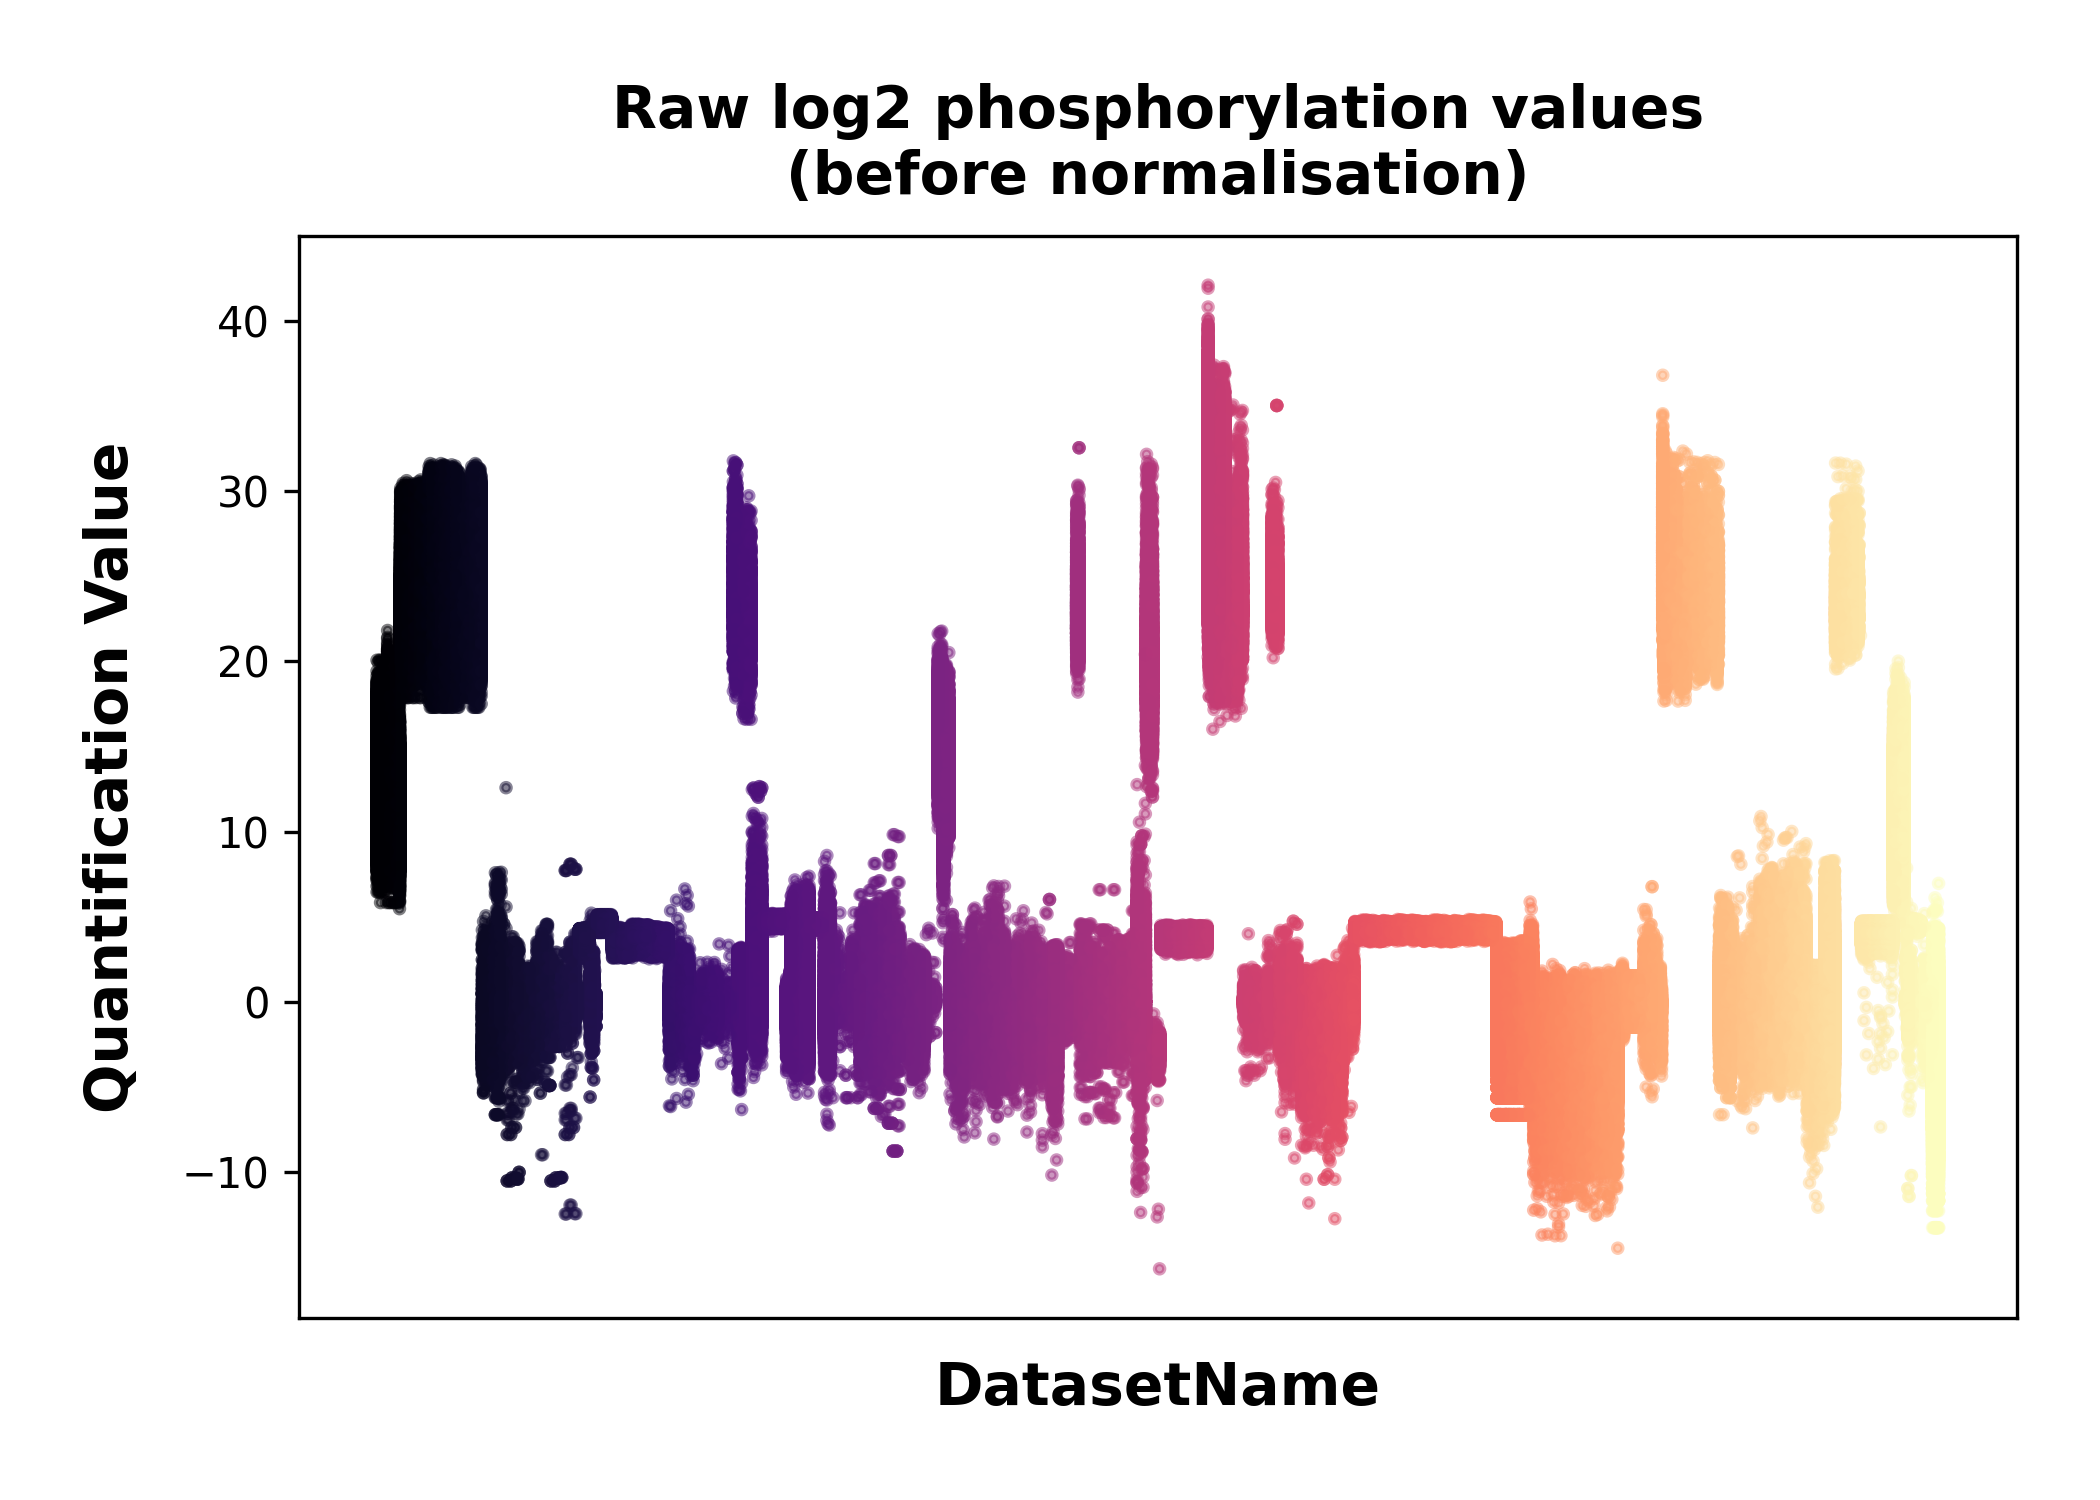 Raw log2 phosphorylation values
(before normalisation)
Quantification Value
40
30
20
10
0
−10
DatasetName